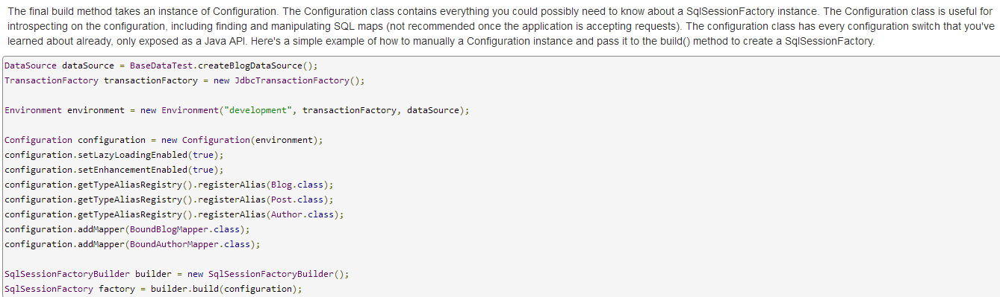 The final build method takes an instance of Configuration. The Configuration class contains everything you could possibly need to know about a SqlSessionFactory instance. The Configuration class is useful for
introspecting on the configuration, including finding and manipulating SQL maps (not recommended once the application is accepting requests). The configuration class has every configuration switch that you've
learned about already, only exposed as a Java API. Here's a simple example of how to manually a Configuration instance and pass it to the build() method to create a SqlSessionFactory.
DataSource dataSource = BaseDataTest.createBlogDataSource();
TransactionFactory transactionFactory = new JdbcTransactionFactory();
Environment environment = new Environment("development", transactionFactory, dataSource);
Configuration configuration = new Configuration(environment);
configuration.setLazyLoadingEnabled(true);
configuration.setEnhancementEnabled(true);
configuration.getTypeAliasRegistry().registerAlias(Blog.class);
configuration.getTypeAliasRegistry().registerAlias(Post.class);
configuration.getTypeAliasRegistry().registerAlias(Author.class);
configuration.addMapper(BoundBlogMapper.class);
configuration.addMapper(BoundAuthorMapper.class);
SqlSessionFactoryBuilder builder = new SqlSessionFactoryBuilder();
SqlSessionFactory factory = builder.build(configuration);